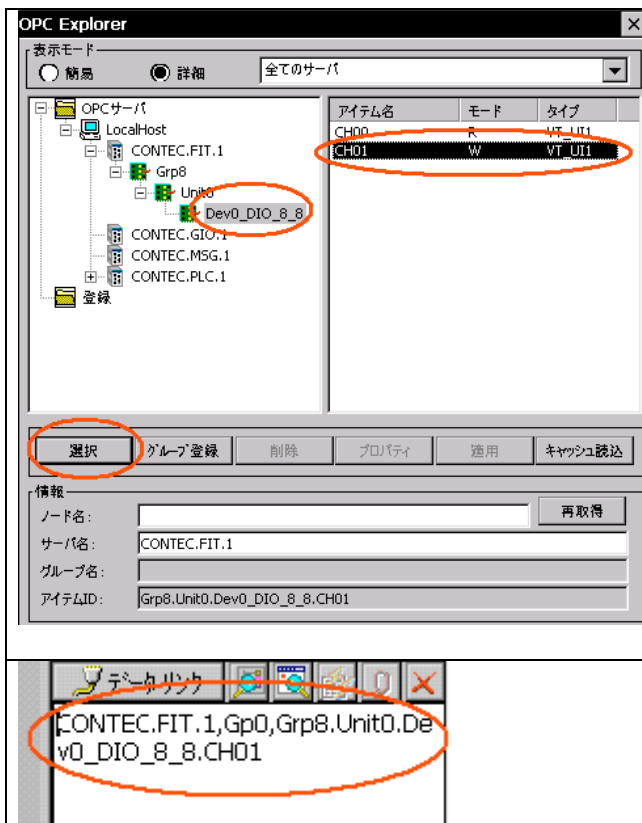 OPC Explorer
表示モード
簡易 詳細 全てのサーバ
OPCサーバ
LocalHost
CONTEC.FIT.1
Grp8
Unit0
Dev0_DIO_8_8
CONTEC.GIO.1
CONTEC.MSG.1
CONTEC.PLC.1
登録
アイテム名 モード タイプ
CH00 R VT_UI1
CH01 W VT_UI1
選択 グループ登録 削除 プロパティ 適用 キャッシュ読込
情報
ノード名: 再取得
サーバ名: CONTEC.FIT.1
グループ名:
アイテムID: Grp8.Unit0.Dev0_DIO_8_8.CH01
データリンク
CONTEC.FIT.1,Gp0,Grp8.Unit0.De
v0_DIO_8_8.CH01